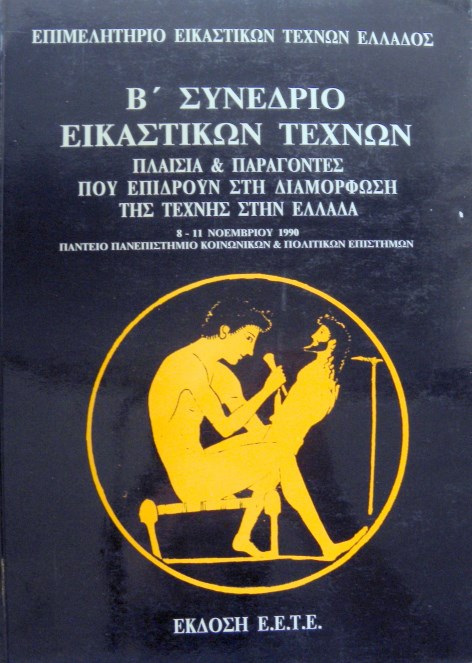 ΕΠΙΜΕΛΗΤΗΡΙΟ ΕΙΚΑΣΤΙΚΩΝ ΤΕΧΝΩΝ ΕΛΛΑΔΟΣ
Β΄ ΣΥΝΕΔΡΙΟ
ΕΙΚΑΣΤΙΚΩΝ ΤΕΧΝΩΝ
ΠΛΑΙΣΙΑ & ΠΑΡΑΓΟΝΤΕΣ
ΠΟΥ ΕΠΙΔΡΟΥΝ ΣΤΗ ΔΙΑΜΟΡΦΩΣΗ
ΤΗΣ ΤΕΧΝΗΣ ΣΤΗΝ ΕΛΛΑΔΑ
8 - 11 ΝΟΕΜΒΡΙΟΥ 1990
ΠΑΝΤΕΙΟ ΠΑΝΕΠΙΣΤΗΜΙΟ ΚΟΙΝΩΝΙΚΩΝ & ΠΟΛΙΤΙΚΩΝ ΕΠΙΣΤΗΜΩΝ
ΕΚΔΟΣΗ Ε.Ε.Τ.Ε.